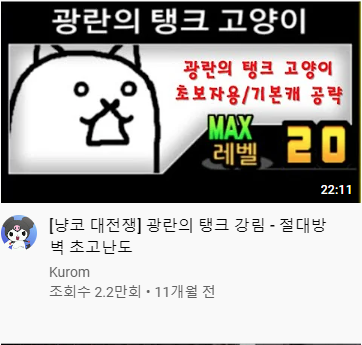 광란의 탱크 고양이
광란의 탱크 고양이
초보자용/기본캐 공략
MAX
레벨 20
22:11
[냥코 대전쟁] 광란의 탱크 강림 - 절대방
벽 초고난도
Kurom
조회수 2.2만회 • 11개월 전